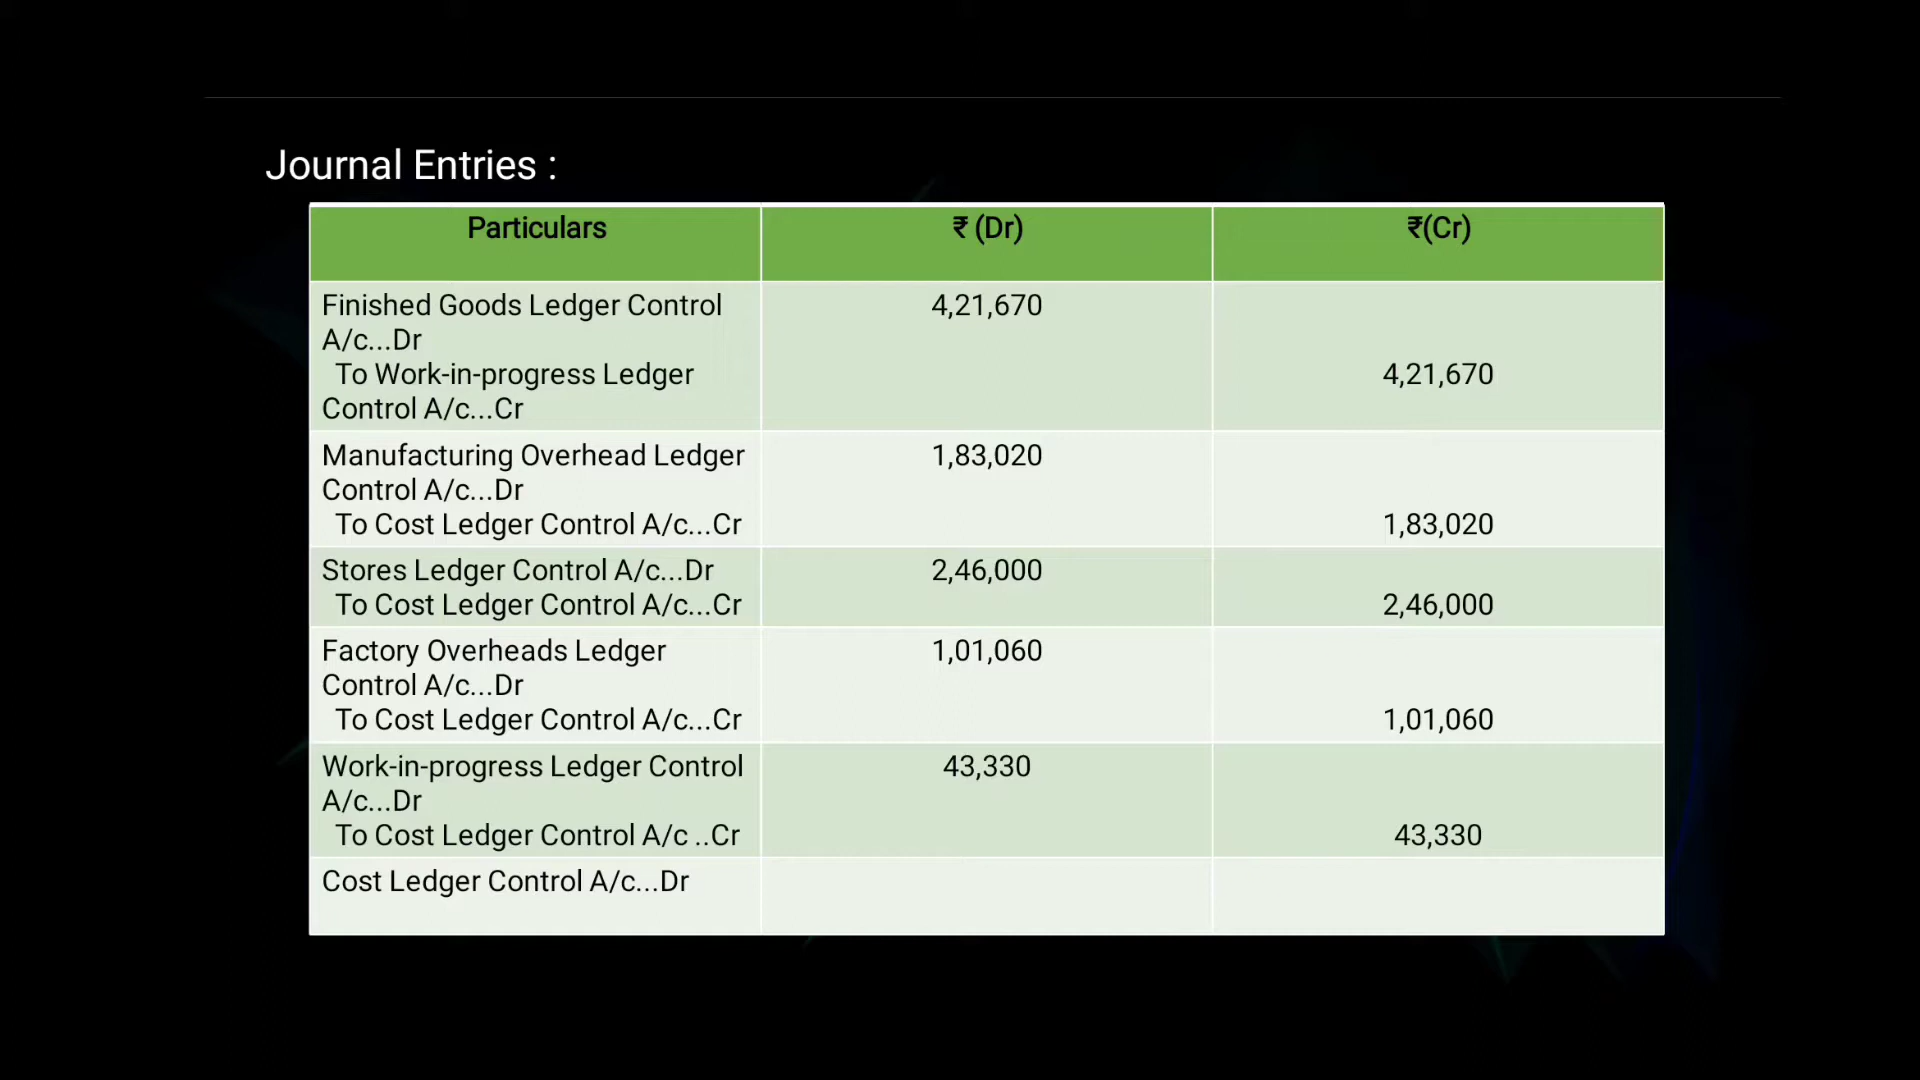 Journal Entries :
Particulars ₹ (Dr) ₹(Cr)
Finished Goods Ledger Control 4,21,670
A/c...Dr
To Work-in-progress Ledger 4,21,670
Control A/c...Cr
Manufacturing Overhead Ledger 1,83,020
Control A/c...Dr
To Cost Ledger Control A/c...Cr 1,83,020
Stores Ledger Control A/c...Dr 2,46,000
To Cost Ledger Control A/c...Cr 2,46,000
Factory Overheads Ledger 1,01,060
Control A/c...Dr
To Cost Ledger Control A/c...Cr 1,01,060
Work-in-progress Ledger Control 43,330
A/c...Dr
To Cost Ledger Control A/c ..Cr 43,330
Cost Ledger Control A/c...Dr